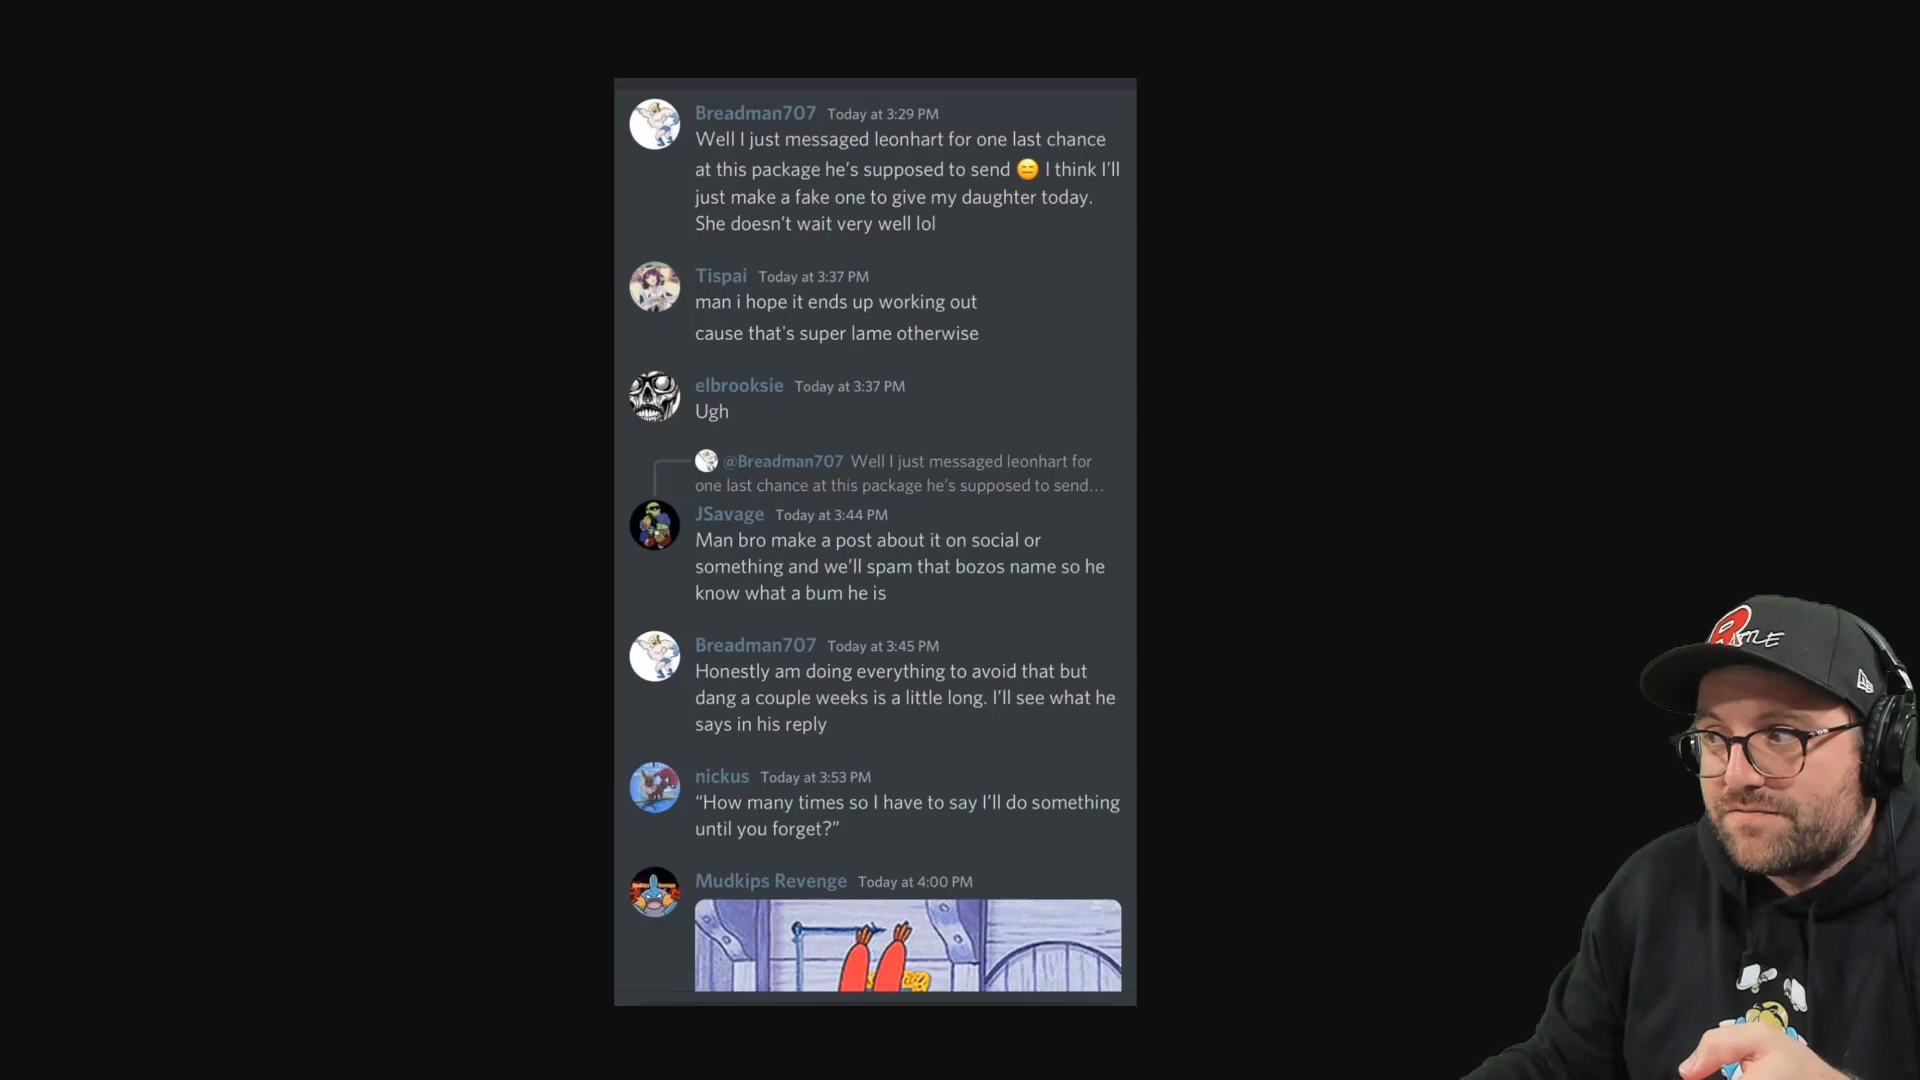 Breadman707 Today at 3:29 PM
Well I just messaged leonhart for one last chance
at this package he's supposed to send 😑 I think I'll
just make a fake one to give my daughter today.
She doesn't wait very well lol
Tispai Today at 3:37 PM
man i hope it ends up working out
cause that's super lame otherwise
elbrooksie Today at 3:37 PM
Ugh
@Breadman707 Well I just messaged leonhart for
one last chance at this package he's supposed to send...
JSavage Today at 3:44 PM
Man bro make a post about it on social or
something and we'll spam that bozos name so he
know what a bum he is
Breadman707 Today at 3:45 PM
Honestly am doing everything to avoid that but
dang a couple weeks is a little long. I'll see what he
says in his reply
nickus Today at 3:53 PM
“How many times so I have to say I'll do something
until you forget?”
Mudkips Revenge Today at 4:00 PM